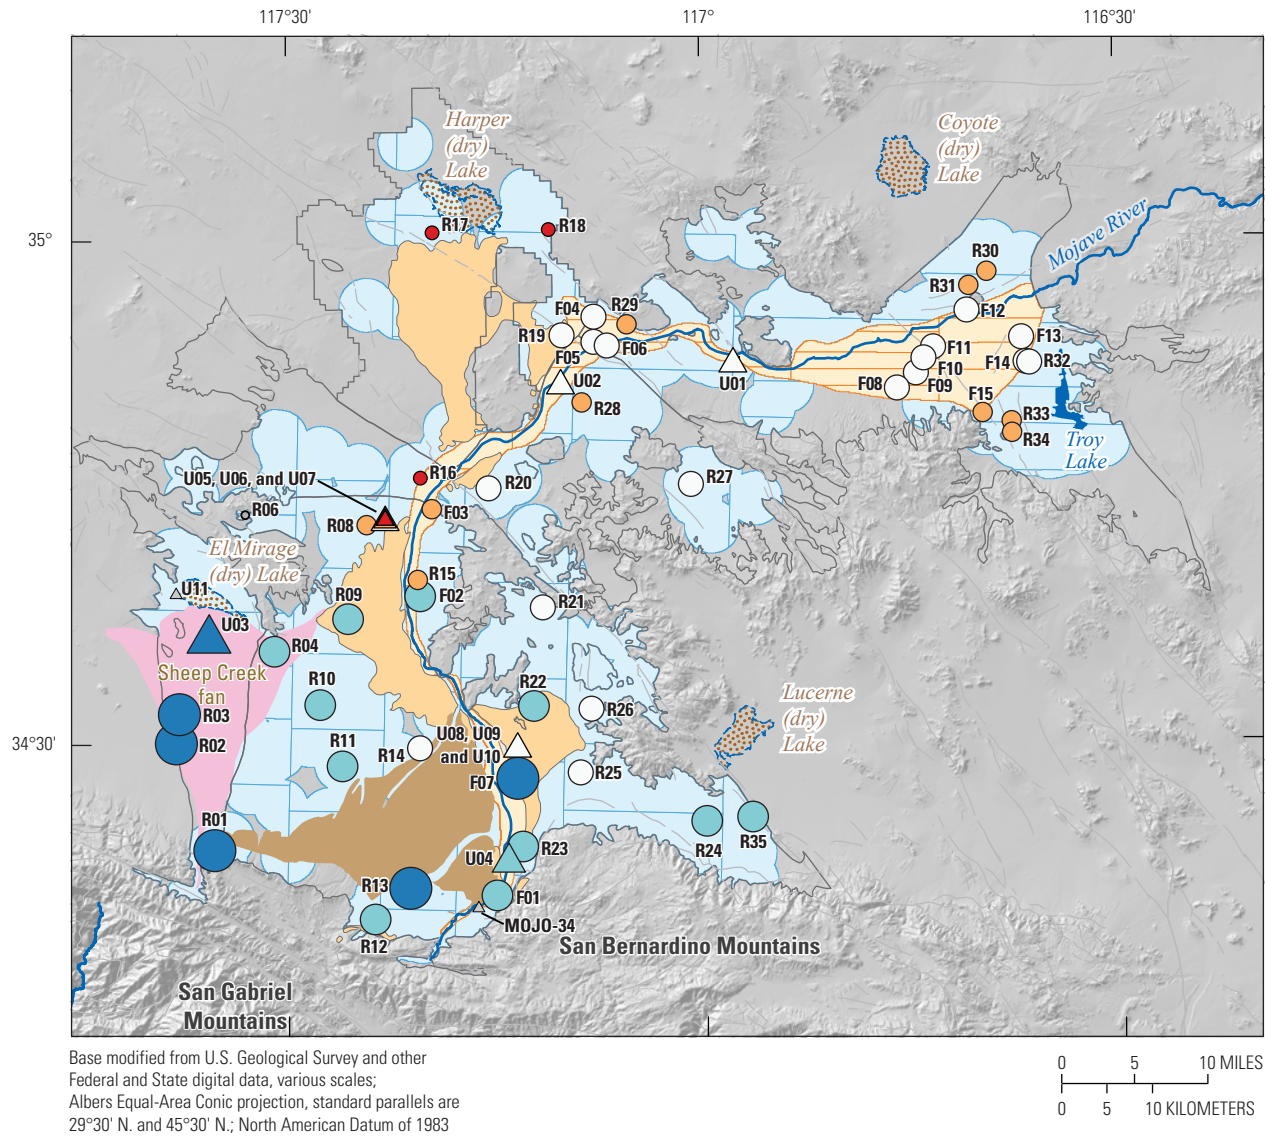 117°30'
117°
116°30'
Harper
(dry)
Lake
Coyote
(dry)
Lake
Mojave River
R17
R18
35°
R30
R31
F12
F04
R29
R19
F05
F06
F13
F11
F14
R32
F10
F09
F08
U01
U02
R28
F15
R33
R34
Troy
Lake
R16
R20
R27
U05, U06, and U07
R06
R08
F03
El Mirage
(dry) Lake
U11
R15
F02
R09
R21
U03
R04
Sheep Creek
fan
R10
R22
R26
Lucerne
(dry)
Lake
R03
R02
34°30'
R11
R14
U08, U09
and U10
F07
R25
R01
R23
R24
R35
U04
R13
F01
R12
MOJO-34
San Bernardino Mountains
San Gabriel
Mountains
Base modified from U.S. Geological Survey and other
Federal and State digital data, various scales;
Albers Equal-Area Conic projection, standard parallels are
29°30' N. and 45°30' N.; North American Datum of 1983
0 5 10 MILES
0 5 10 KILOMETERS